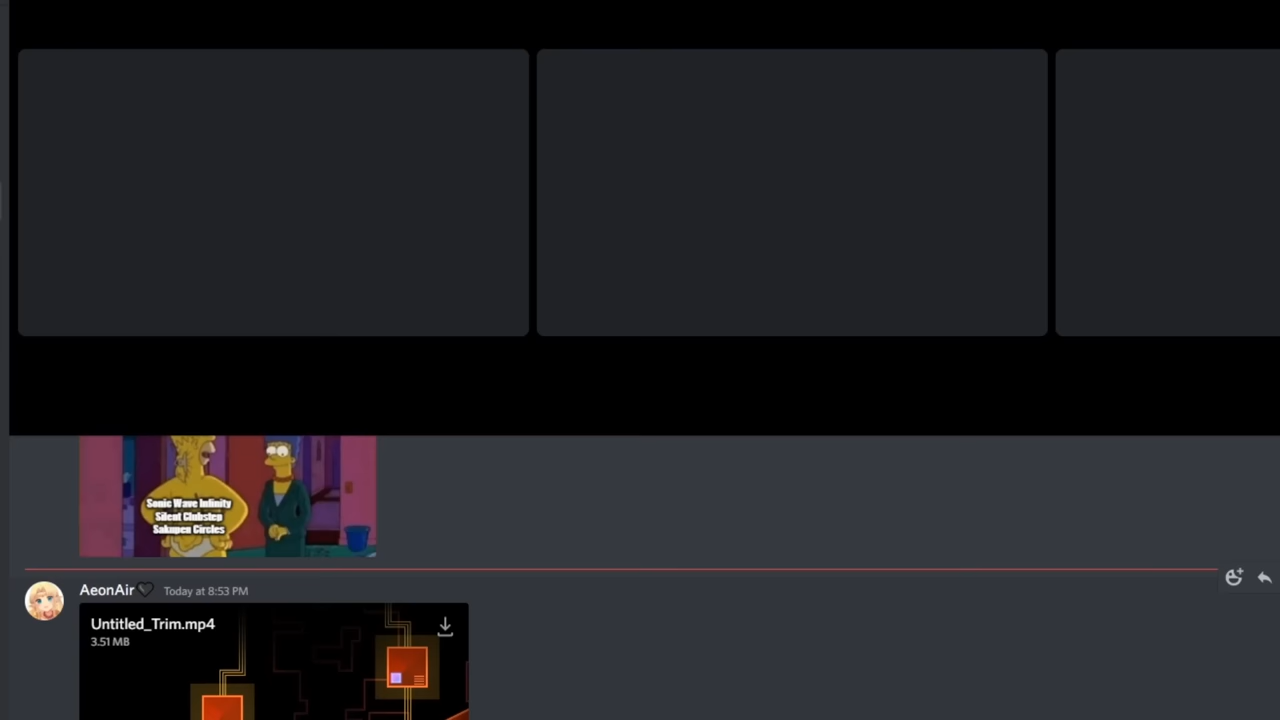 Sonic Wave Infinity
Silent Clubstep
Sakupen Circles
AeonAir🖤 Today at 8:53 PM
Untitled_Trim.mp4
3.51 MB